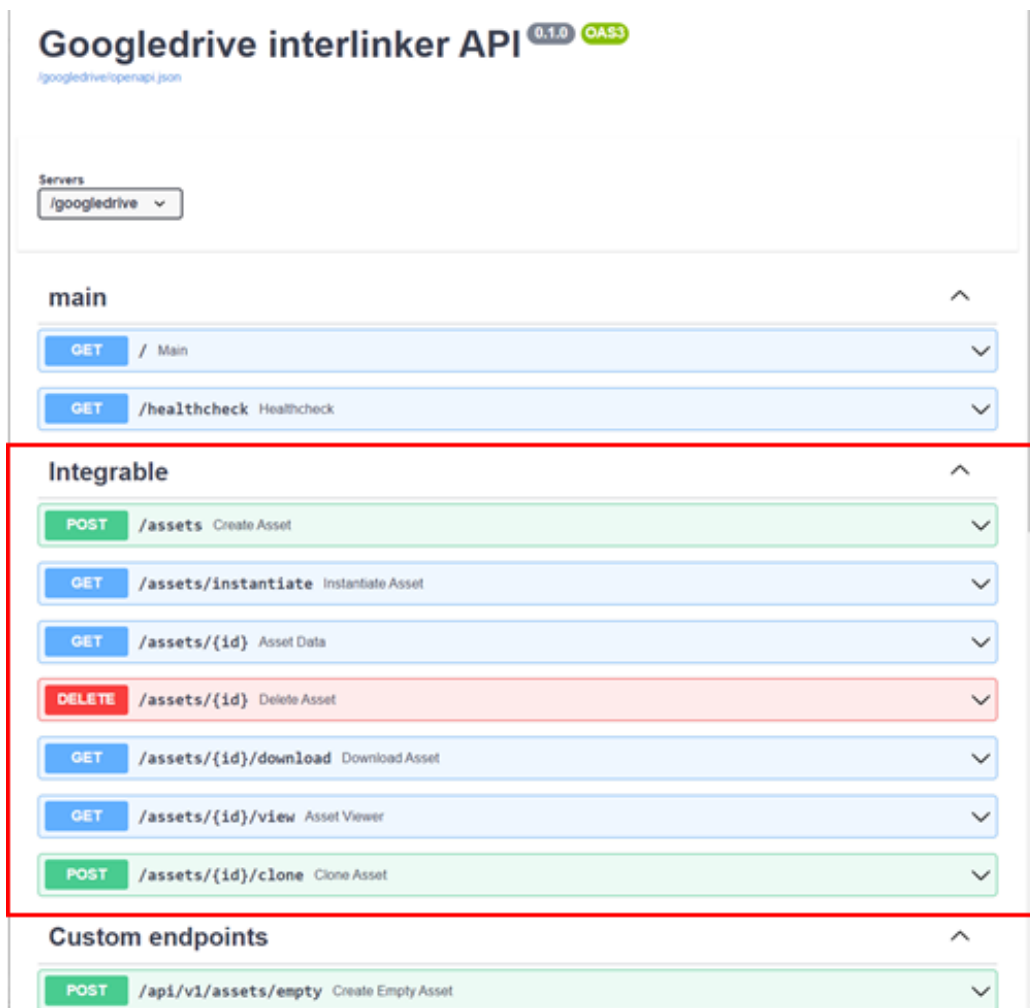 Googledrive interlinker API 0.1.0 OAS3
/googledrive/openapi.json
Servers
/googledrive
main
GET / Main
GET /healthcheck Healthcheck
Integrable
POST /assets Create Asset
GET /assets/instantiate Instantiate Asset
GET /assets/{id} Asset Data
DELETE /assets/{id} Delete Asset
GET /assets/{id}/download Download Asset
GET /assets/{id}/view Asset Viewer
POST /assets/{id}/clone Clone Asset
Custom endpoints
POST /api/v1/assets/empty Create Empty Asset